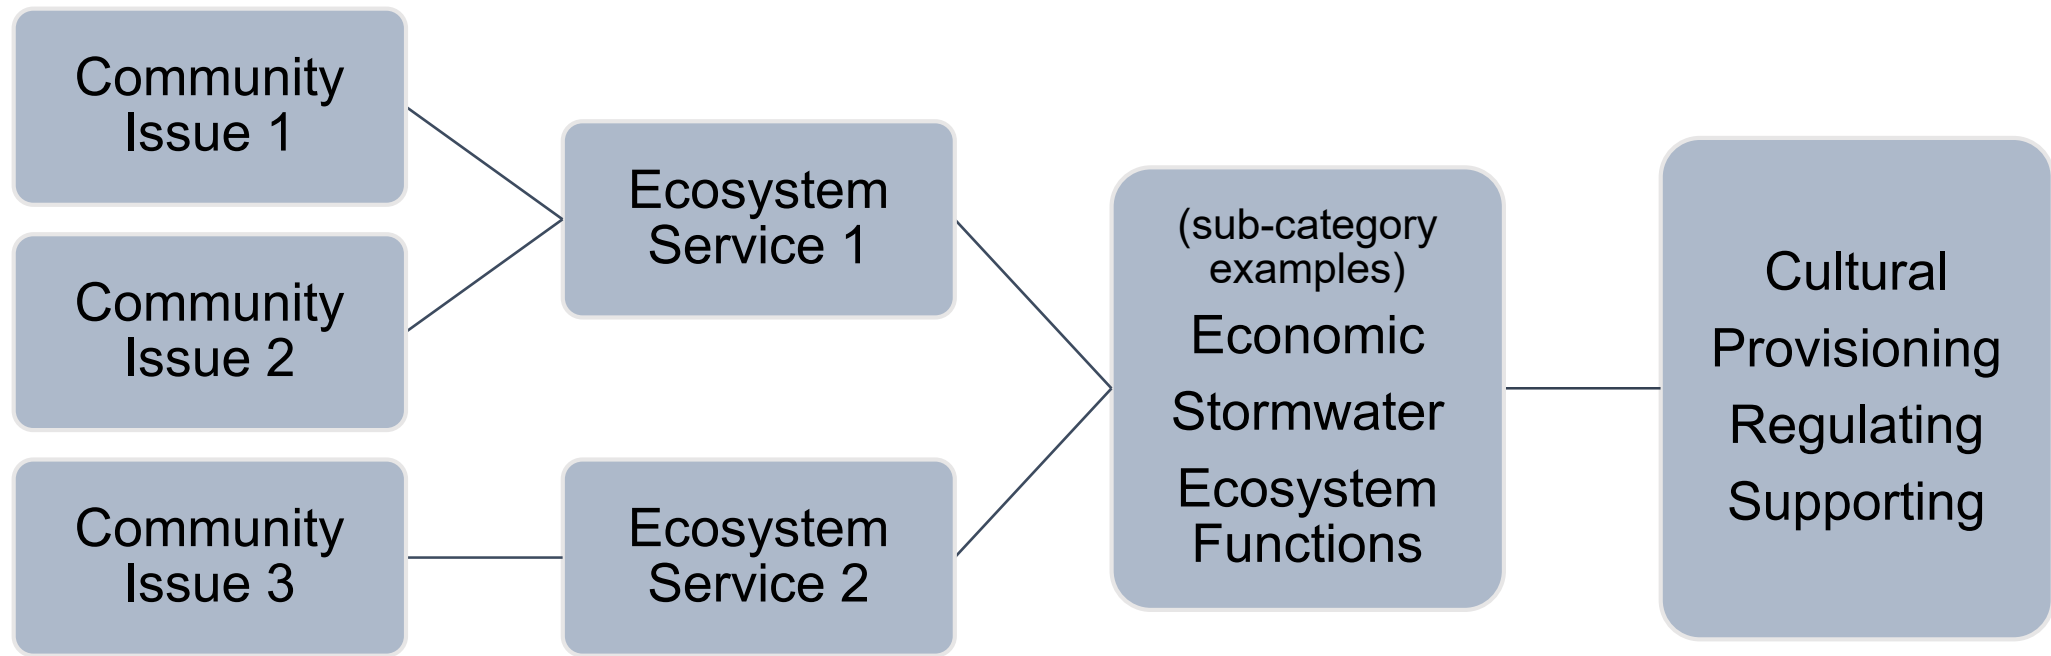 Community
Issue 1
Community
Issue 2
Community
Issue 3
Ecosystem
Service 1
Ecosystem
Service 2
(sub-category
examples)
Economic
Stormwater
Ecosystem
Functions
Cultural
Provisioning
Regulating
Supporting